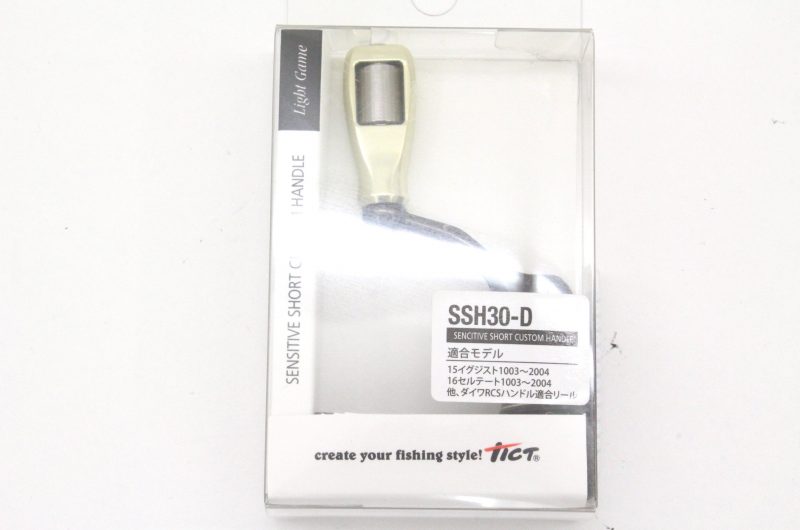 Light Game
SENSITIVE SHORT C HANDLE
SSH30-D
SENCITIVE SHORT CUSTOM HANDLE
適合モデル
15イグジスト1003〜2004
16セルテート1003〜2004
他、ダイワRCSハンドル適合リール
create your fishing style! TICT®